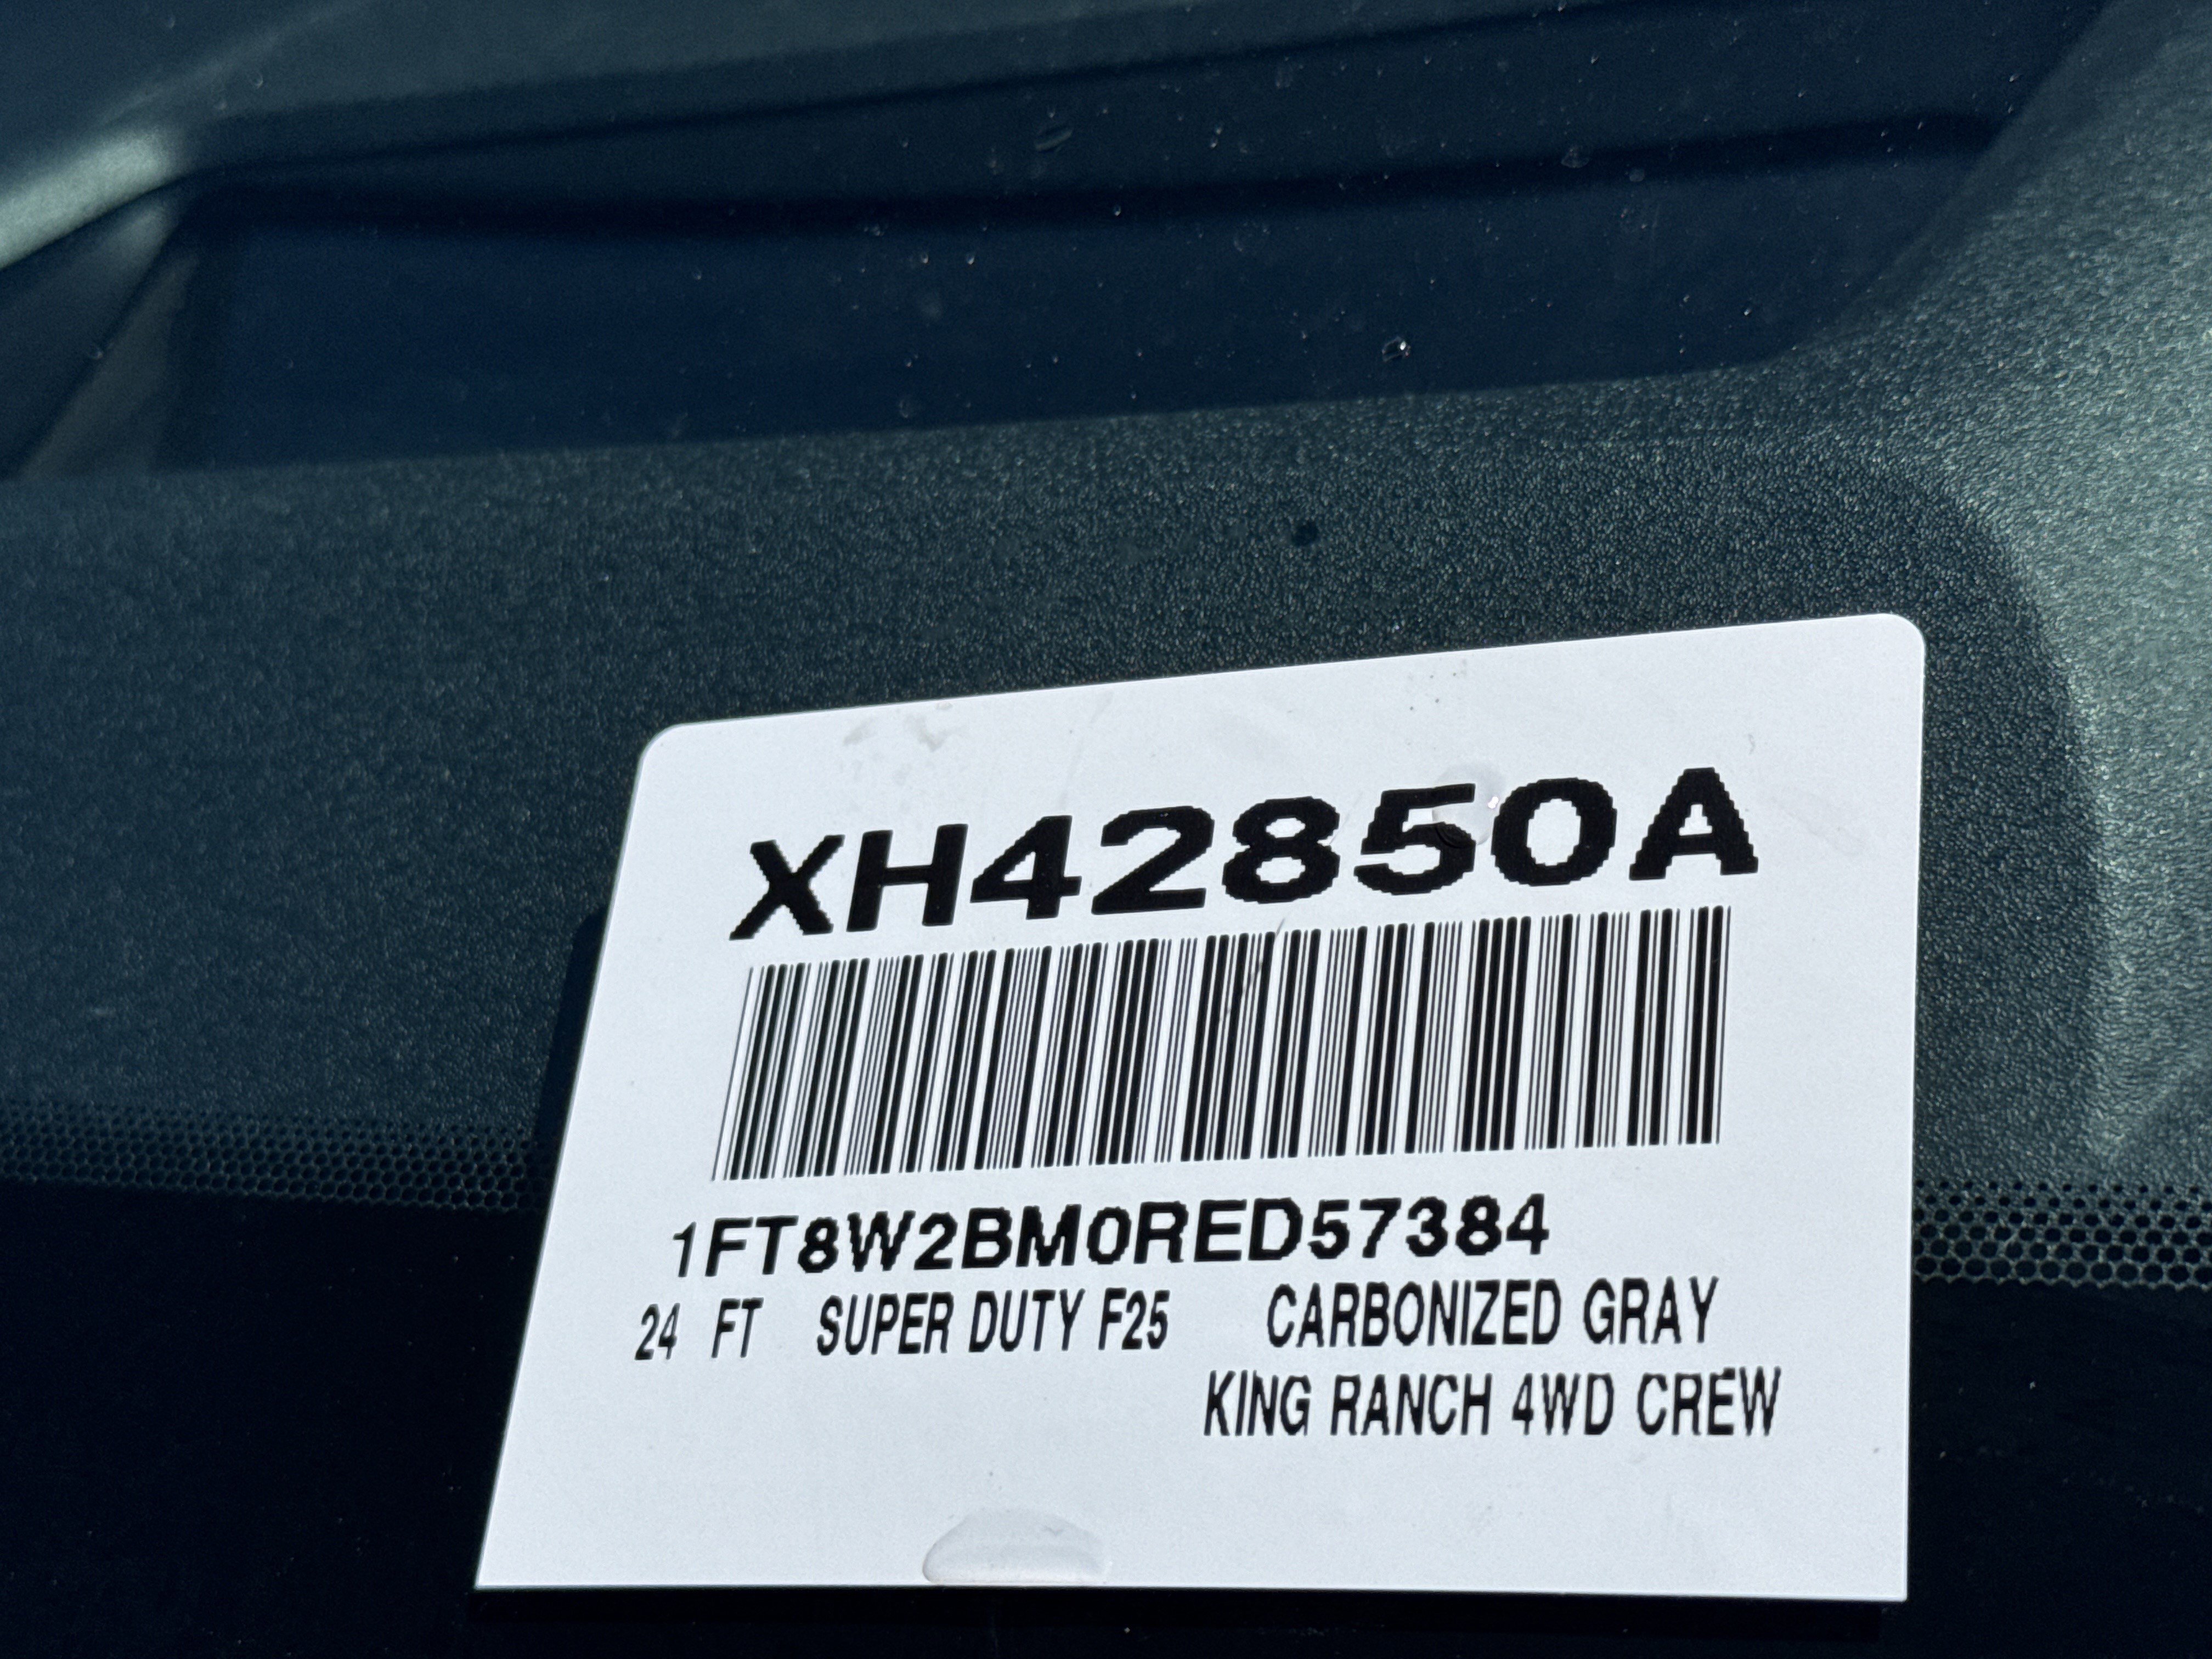 XH42850A
1FT8W2BM0RED57384
24 FT SUPER DUTY F25 CARBONIZED GRAY
KING RANCH 4WD CREW